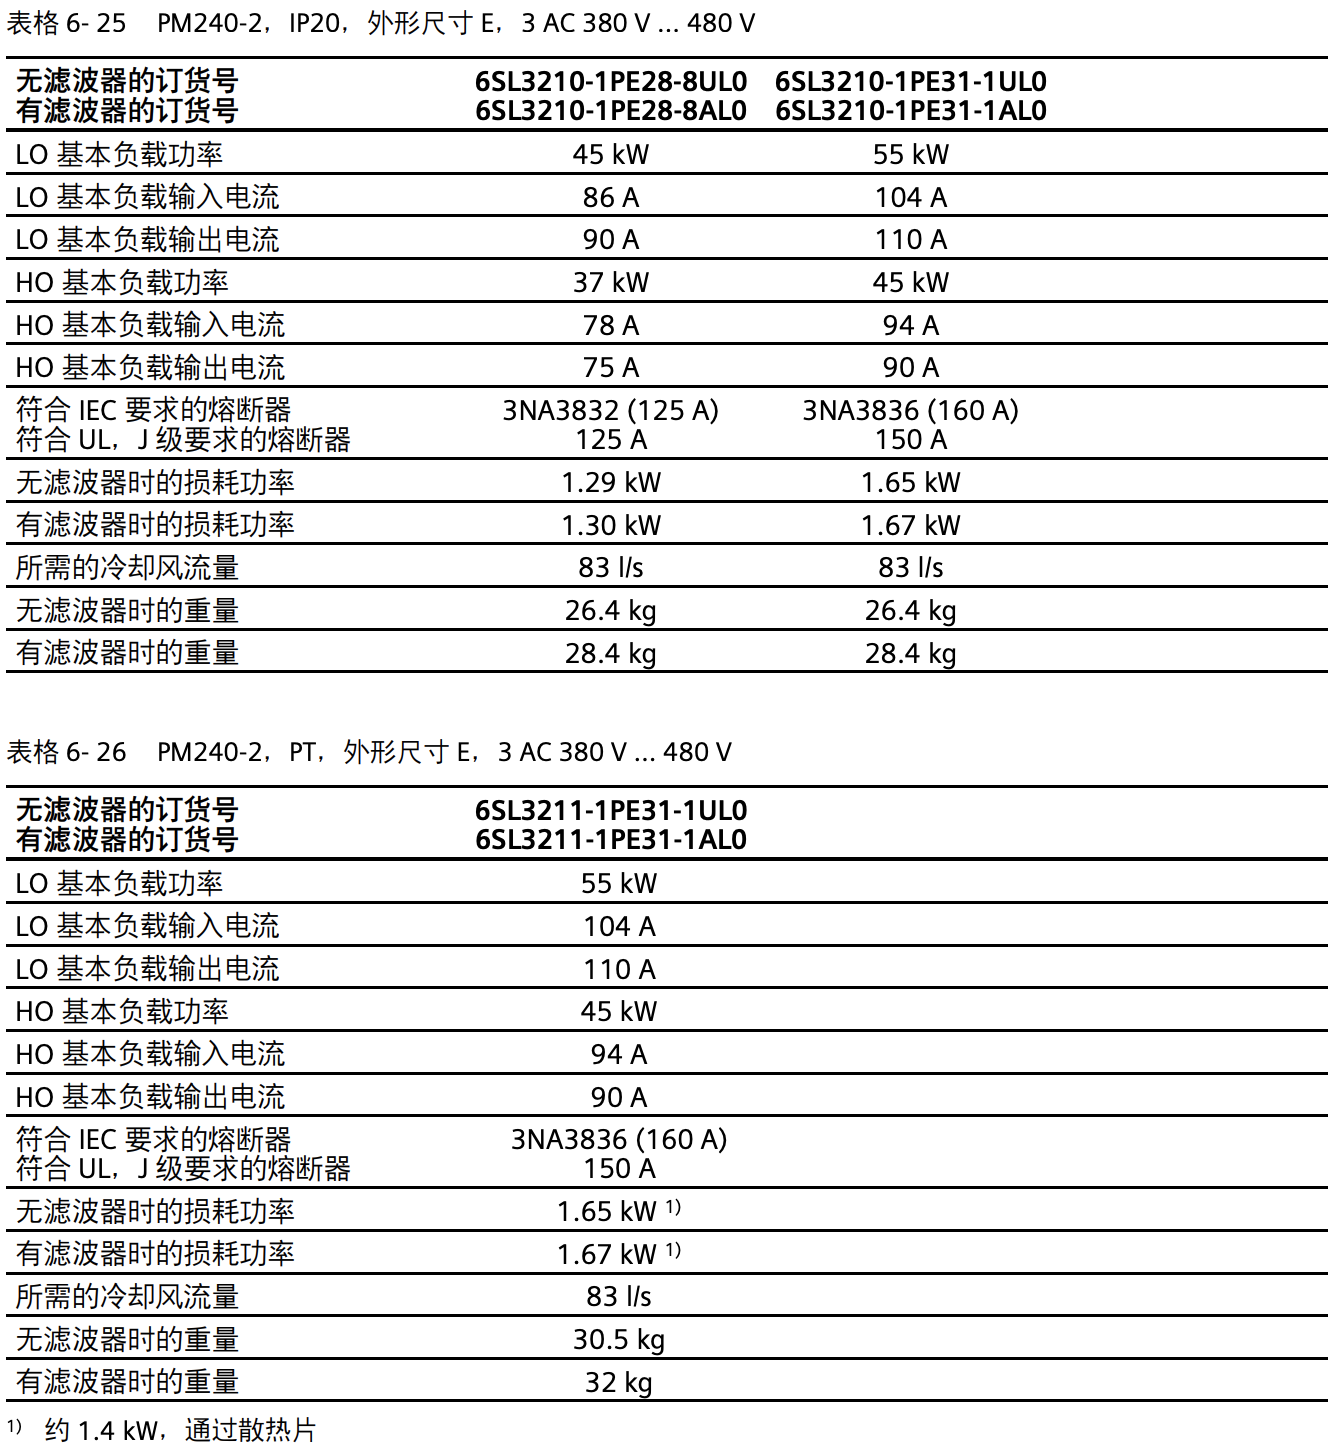 表格 6- 25 PM240-2，IP20，外形尺寸 E，3 AC 380 V ... 480 V
无滤波器的订货号 6SL3210-1PE28-8UL0 6SL3210-1PE31-1UL0
有滤波器的订货号 6SL3210-1PE28-8AL0 6SL3210-1PE31-1AL0
LO 基本负载功率 45 kW 55 kW
LO 基本负载输入电流 86 A 104 A
LO 基本负载输出电流 90 A 110 A
HO 基本负载功率 37 kW 45 kW
HO 基本负载输入电流 78 A 94 A
HO 基本负载输出电流 75 A 90 A
符合 IEC 要求的熔断器 3NA3832 (125 A) 3NA3836 (160 A)
符合 UL，J 级要求的熔断器 125 A 150 A
无滤波器时的损耗功率 1.29 kW 1.65 kW
有滤波器时的损耗功率 1.30 kW 1.67 kW
所需的冷却风流量 83 l/s 83 l/s
无滤波器时的重量 26.4 kg 26.4 kg
有滤波器时的重量 28.4 kg 28.4 kg
表格 6- 26 PM240-2，PT，外形尺寸 E，3 AC 380 V ... 480 V
无滤波器的订货号 6SL3211-1PE31-1UL0
有滤波器的订货号 6SL3211-1PE31-1AL0
LO 基本负载功率 55 kW
LO 基本负载输入电流 104 A
LO 基本负载输出电流 110 A
HO 基本负载功率 45 kW
HO 基本负载输入电流 94 A
HO 基本负载输出电流 90 A
符合 IEC 要求的熔断器 3NA3836 (160 A)
符合 UL，J 级要求的熔断器 150 A
无滤波器时的损耗功率 1.65 kW 1)
有滤波器时的损耗功率 1.67 kW 1)
所需的冷却风流量 83 l/s
无滤波器时的重量 30.5 kg
有滤波器时的重量 32 kg
1) 约 1.4 kW，通过散热片